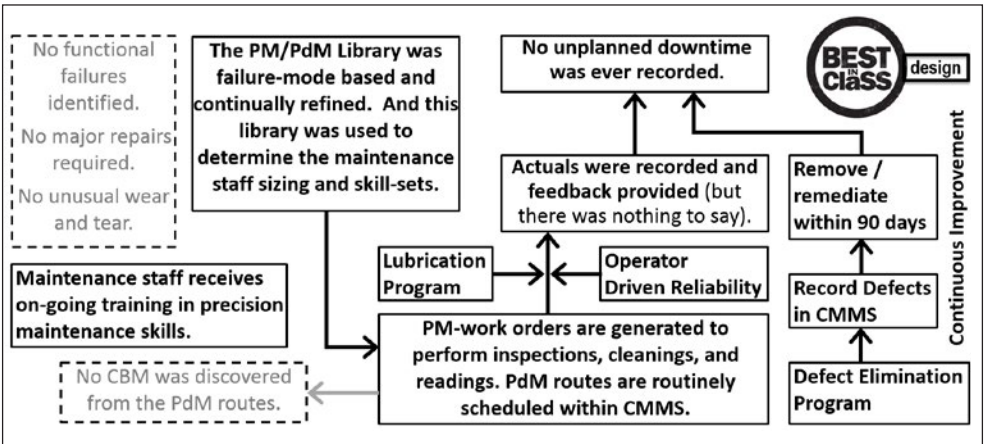 No functional
failures
identified.
No major repairs
required.
No unusual wear
and tear.
The PM/PdM Library was
failure-mode based and
continually refined.  And this
library was used to
determine the maintenance
staff sizing and skill-sets.
No unplanned downtime
was ever recorded.
BEST
IN
CLaSS
design
Actuals were recorded and
feedback provided (but
there was nothing to say).
Remove /
remediate
within 90 days
Continuous Improvement
Lubrication
Program
Operator
Driven Reliability
Maintenance staff receives
on-going training in precision
maintenance skills.
Record Defects
in CMMS
PM-work orders are generated to
perform inspections, cleanings, and
readings. PdM routes are routinely
scheduled within CMMS.
No CBM was discovered
from the PdM routes.
Defect Elimination
Program